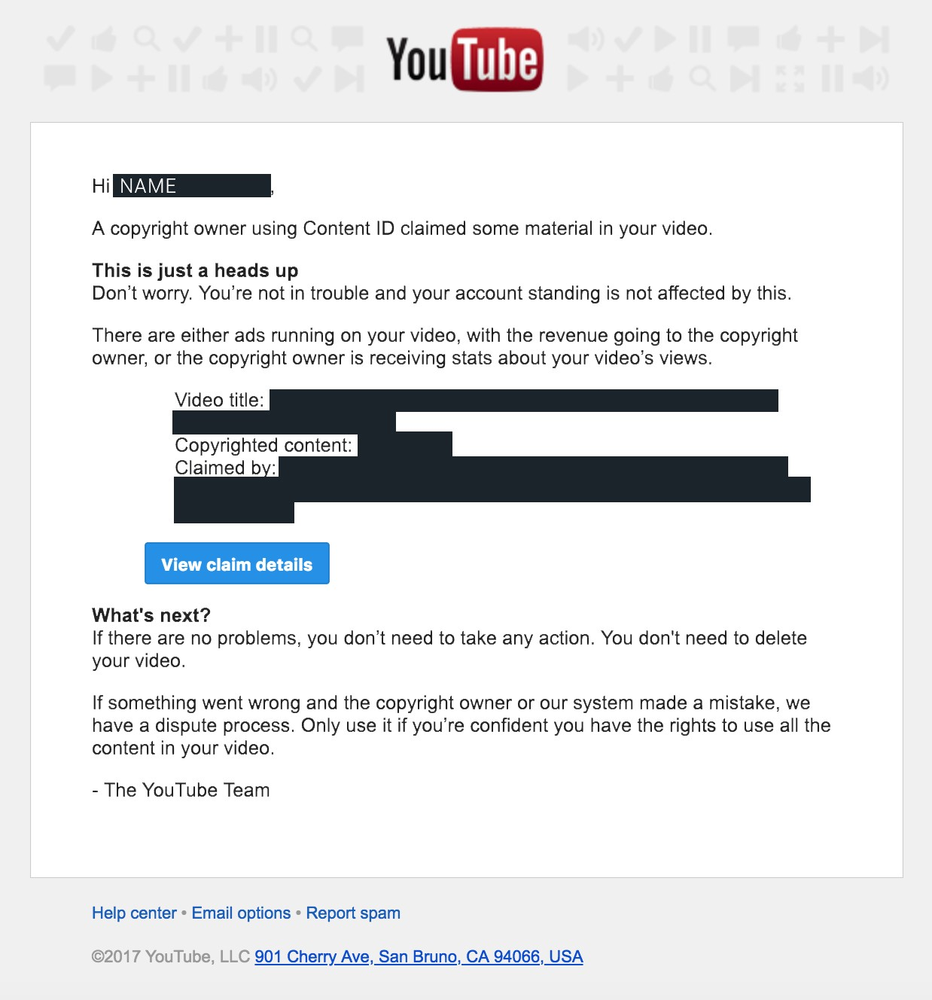 YouTube
Hi NAME,
A copyright owner using Content ID claimed some material in your video.
This is just a heads up
Don’t worry. You’re not in trouble and your account standing is not affected by this.
There are either ads running on your video, with the revenue going to the copyright
owner, or the copyright owner is receiving stats about your video’s views.
Video title:
Copyrighted content:
Claimed by:
View claim details
What's next?
If there are no problems, you don’t need to take any action. You don't need to delete
your video.
If something went wrong and the copyright owner or our system made a mistake, we
have a dispute process. Only use it if you’re confident you have the rights to use all the
content in your video.
- The YouTube Team
Help center • Email options • Report spam
©2017 YouTube, LLC 901 Cherry Ave, San Bruno, CA 94066, USA